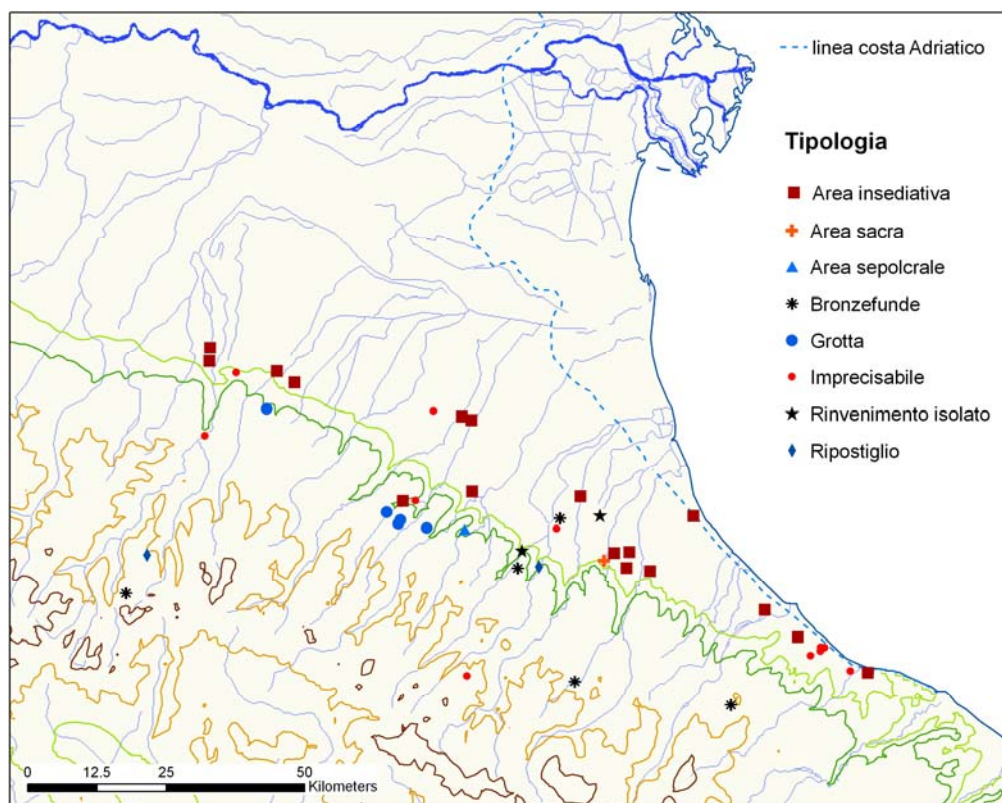 linea costa Adriatico
Tipologia
Area insediativa
Area sacra
Area sepolcrale
Bronzefunde
Grotta
Imprecisabile
Rinvenimento isolato
Ripostiglio
0 12.5 25 50
Kilometers